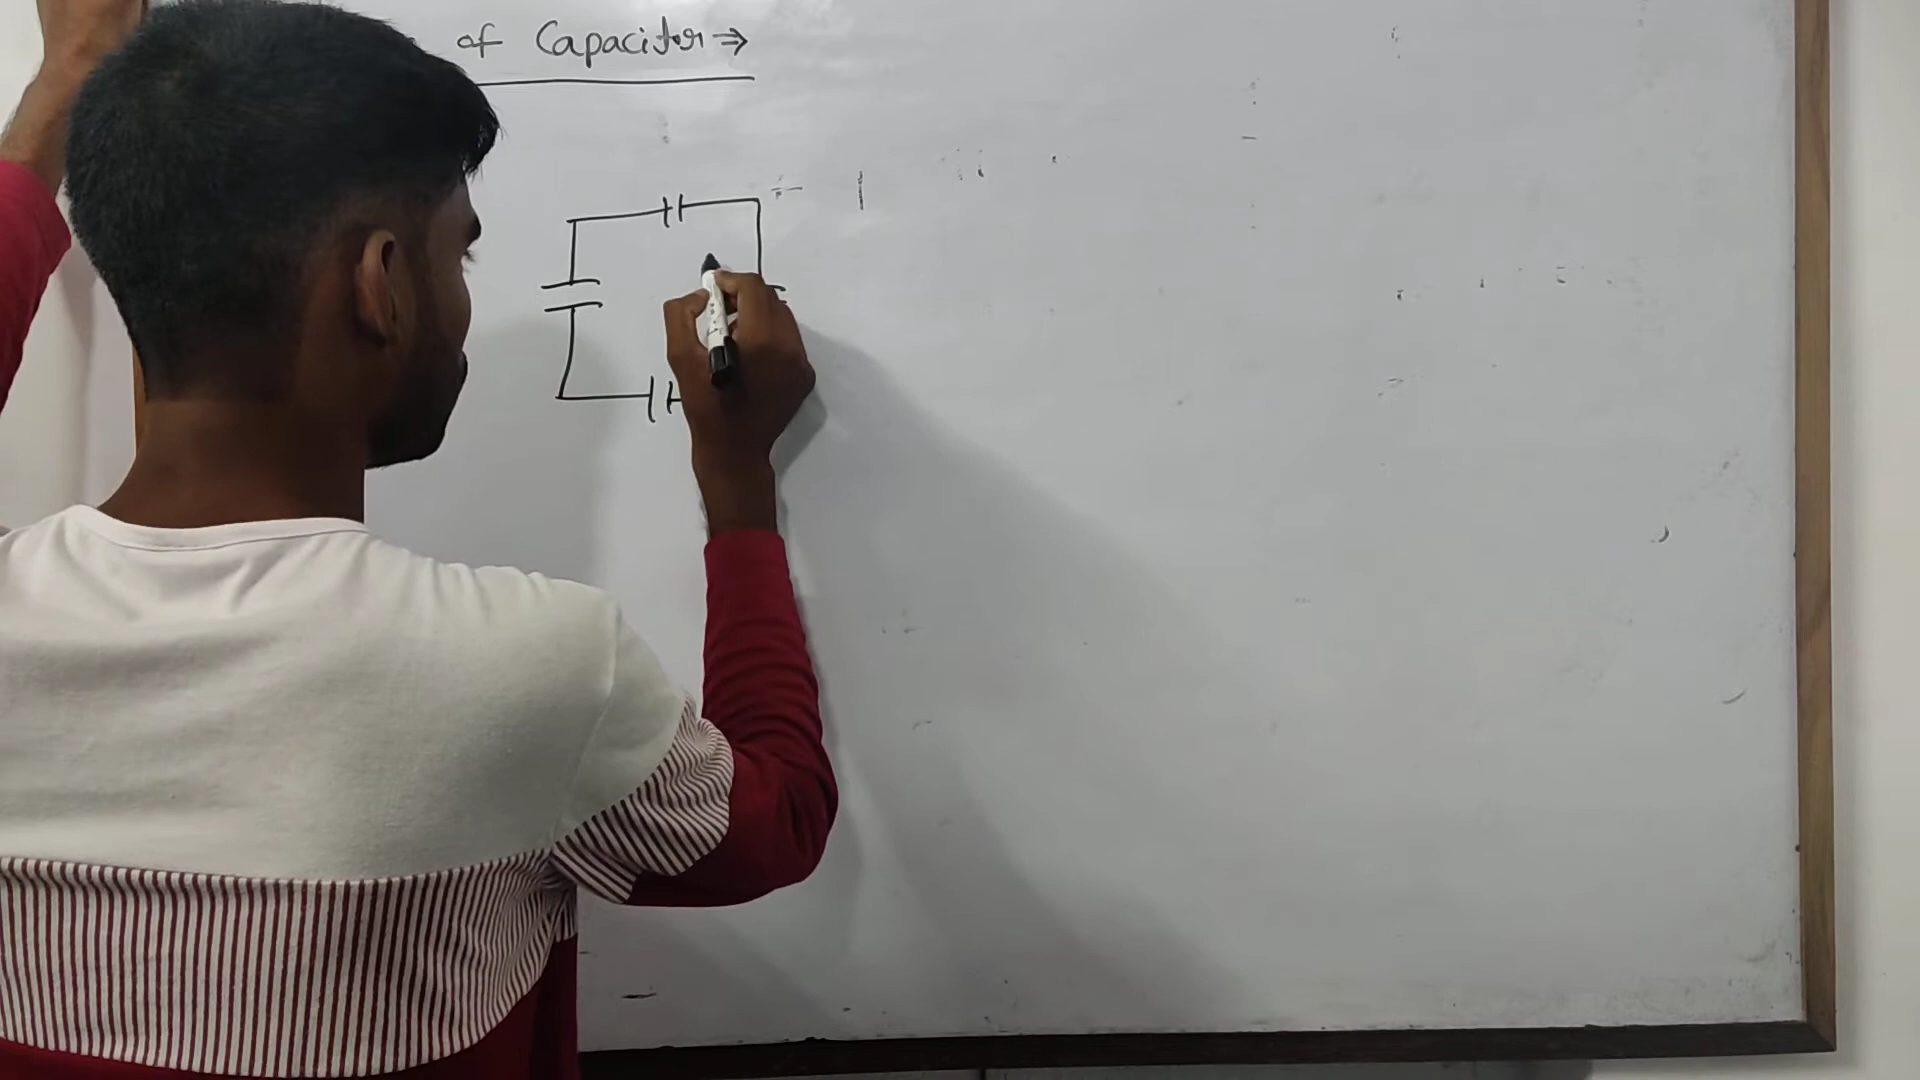 of Capacitor ⇒